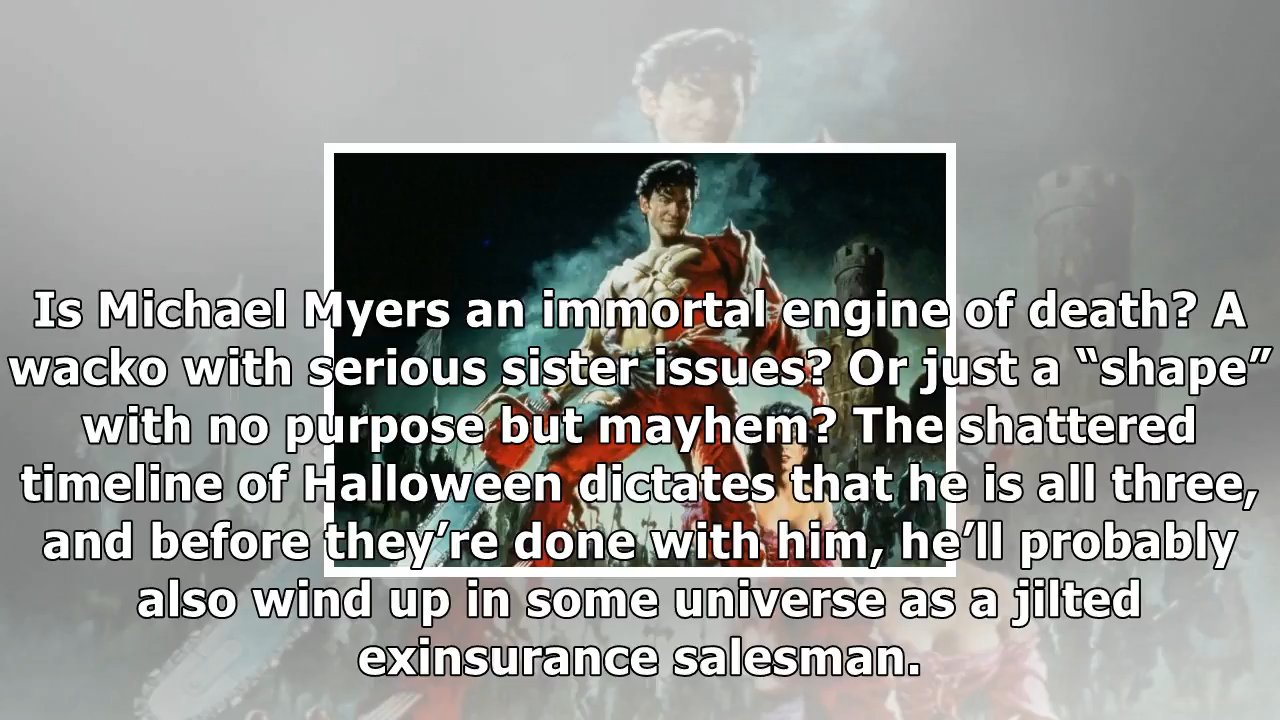 Is Michael Myers an immortal engine of death? A
wacko with serious sister issues? Or just a “shape”
with no purpose but mayhem? The shattered
timeline of Halloween dictates that he is all three,
and before they’re done with him, he’ll probably
also wind up in some universe as a jilted
exinsurance salesman.